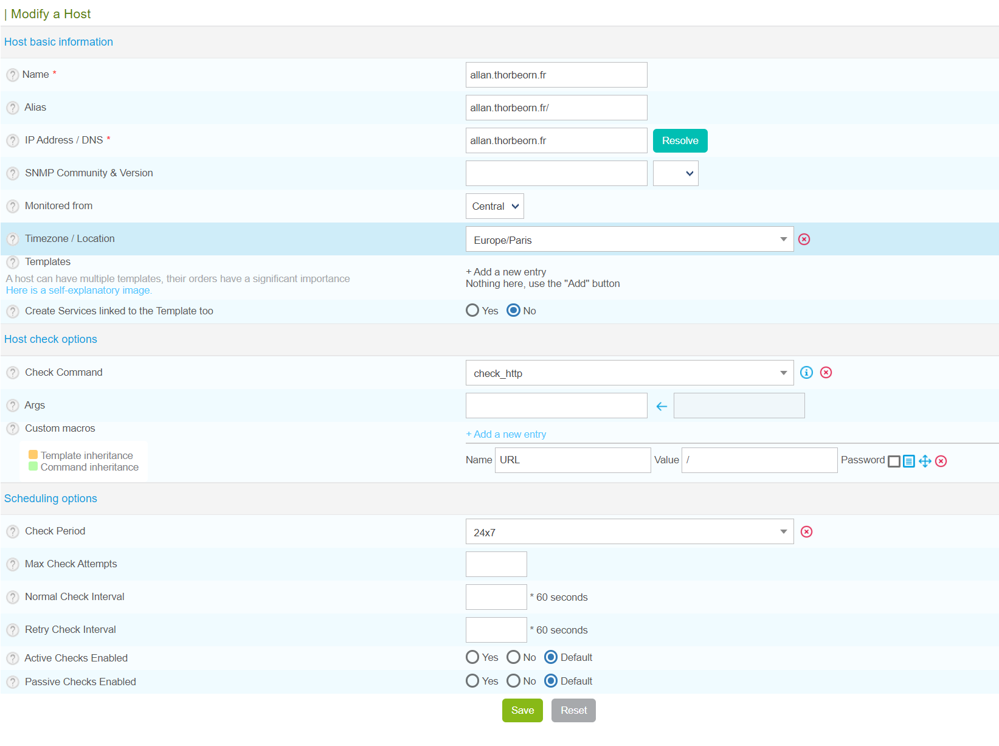 | Modify a Host
Host basic information
? Name *
allan.thorbeorn.fr
? Alias
allan.thorbeorn.fr/
? IP Address / DNS *
allan.thorbeorn.fr Resolve
? SNMP Community & Version
? Monitored from
Central
? Timezone / Location
Europe/Paris
? Templates
A host can have multiple templates, their orders have a significant importance
Here is a self-explanatory image.
+ Add a new entry
Nothing here, use the "Add" button
? Create Services linked to the Template too
Yes No
Host check options
? Check Command
check_http
? Args
? Custom macros
Template inheritance
Command inheritance
+ Add a new entry
Name URL Value / Password
Scheduling options
? Check Period
24x7
? Max Check Attempts
? Normal Check Interval
* 60 seconds
? Retry Check Interval
* 60 seconds
? Active Checks Enabled
Yes No Default
? Passive Checks Enabled
Yes No Default
Save Reset